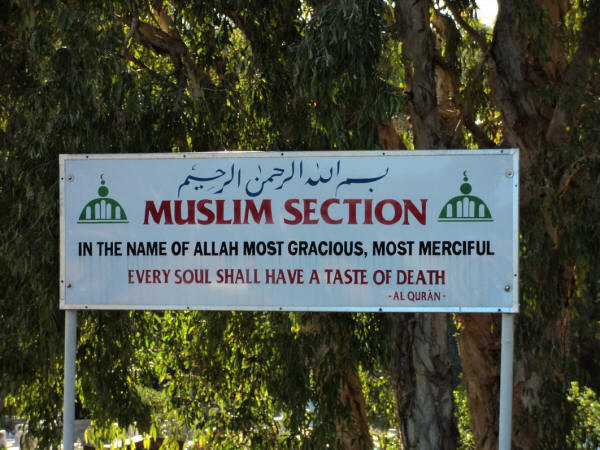 بسم الله الرحمن الرحيم
MUSLIM SECTION
IN THE NAME OF ALLAH MOST GRACIOUS, MOST MERCIFUL
EVERY SOUL SHALL HAVE A TASTE OF DEATH
- AL QURÀN -